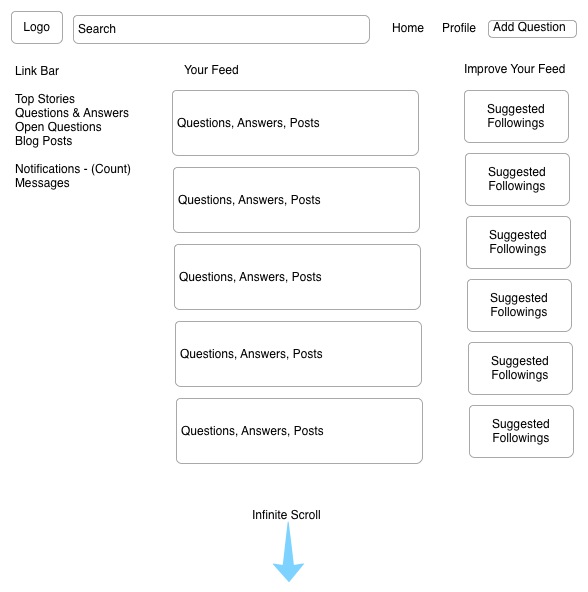 Logo
Search
Home
Profile
Add Question
Link Bar
Top Stories
Questions & Answers
Open Questions
Blog Posts
Notifications - (Count)
Messages
Your Feed
Questions, Answers, Posts
Questions, Answers, Posts
Questions, Answers, Posts
Questions, Answers, Posts
Questions, Answers, Posts
Infinite Scroll
Improve Your Feed
Suggested
Followings
Suggested
Followings
Suggested
Followings
Suggested
Followings
Suggested
Followings
Suggested
Followings